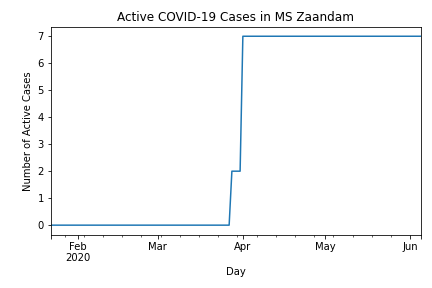 Active COVID-19 Cases in MS Zaandam
Number of Active Cases
7
6
5
4
3
2
1
0
Feb
2020
Mar
Apr
May
Jun
Day